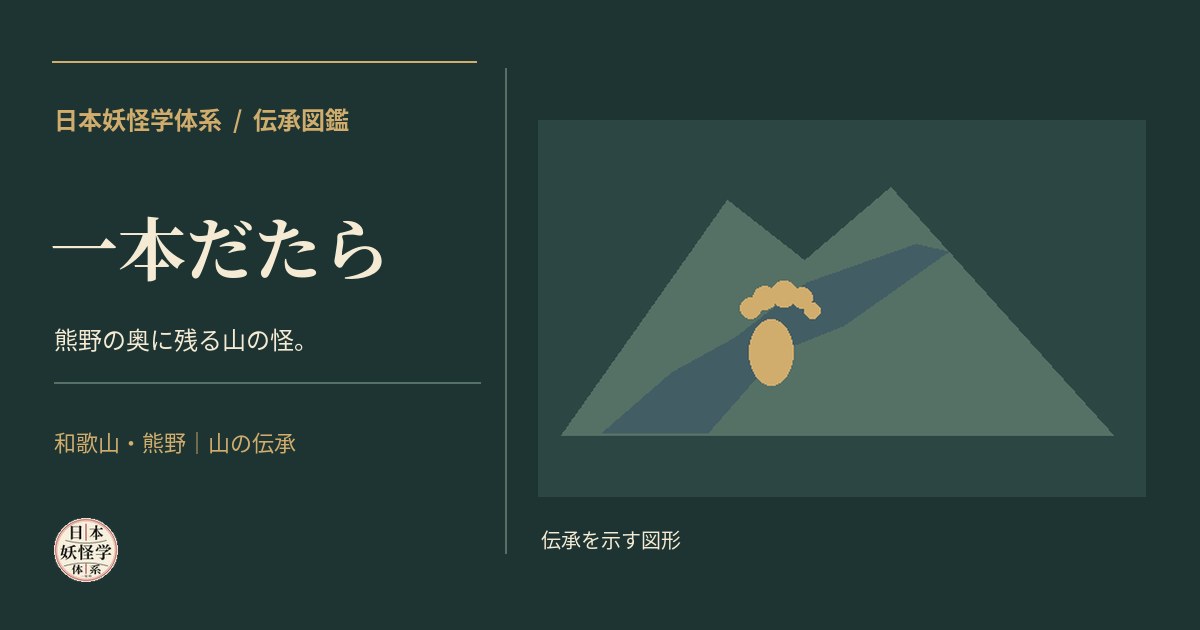 日本妖怪学体系 / 伝承図鑑
一本だたら
熊野の奥に残る山の怪。
和歌山・熊野｜山の伝承
日本
妖怪学
体系
伝承を示す図形